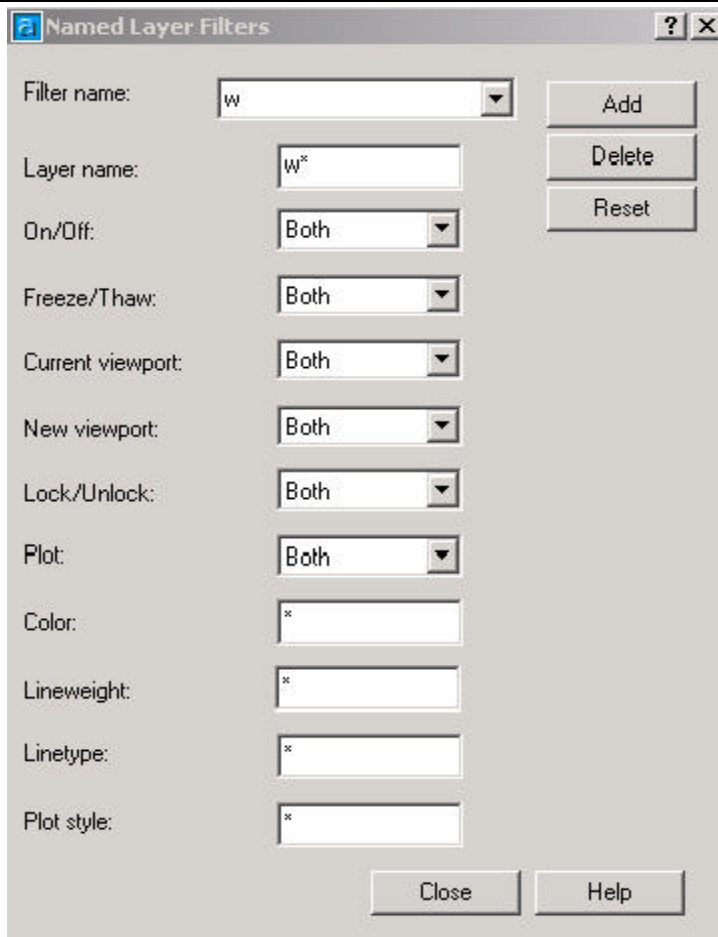 a Named Layer Filters ? X
Filter name: w Add
Layer name: w* Delete
On/Off: Both Reset
Freeze/Thaw: Both
Current viewport: Both
New viewport: Both
Lock/Unlock: Both
Plot: Both
Color: *
Lineweight: *
Linetype: *
Plot style: *
Close Help